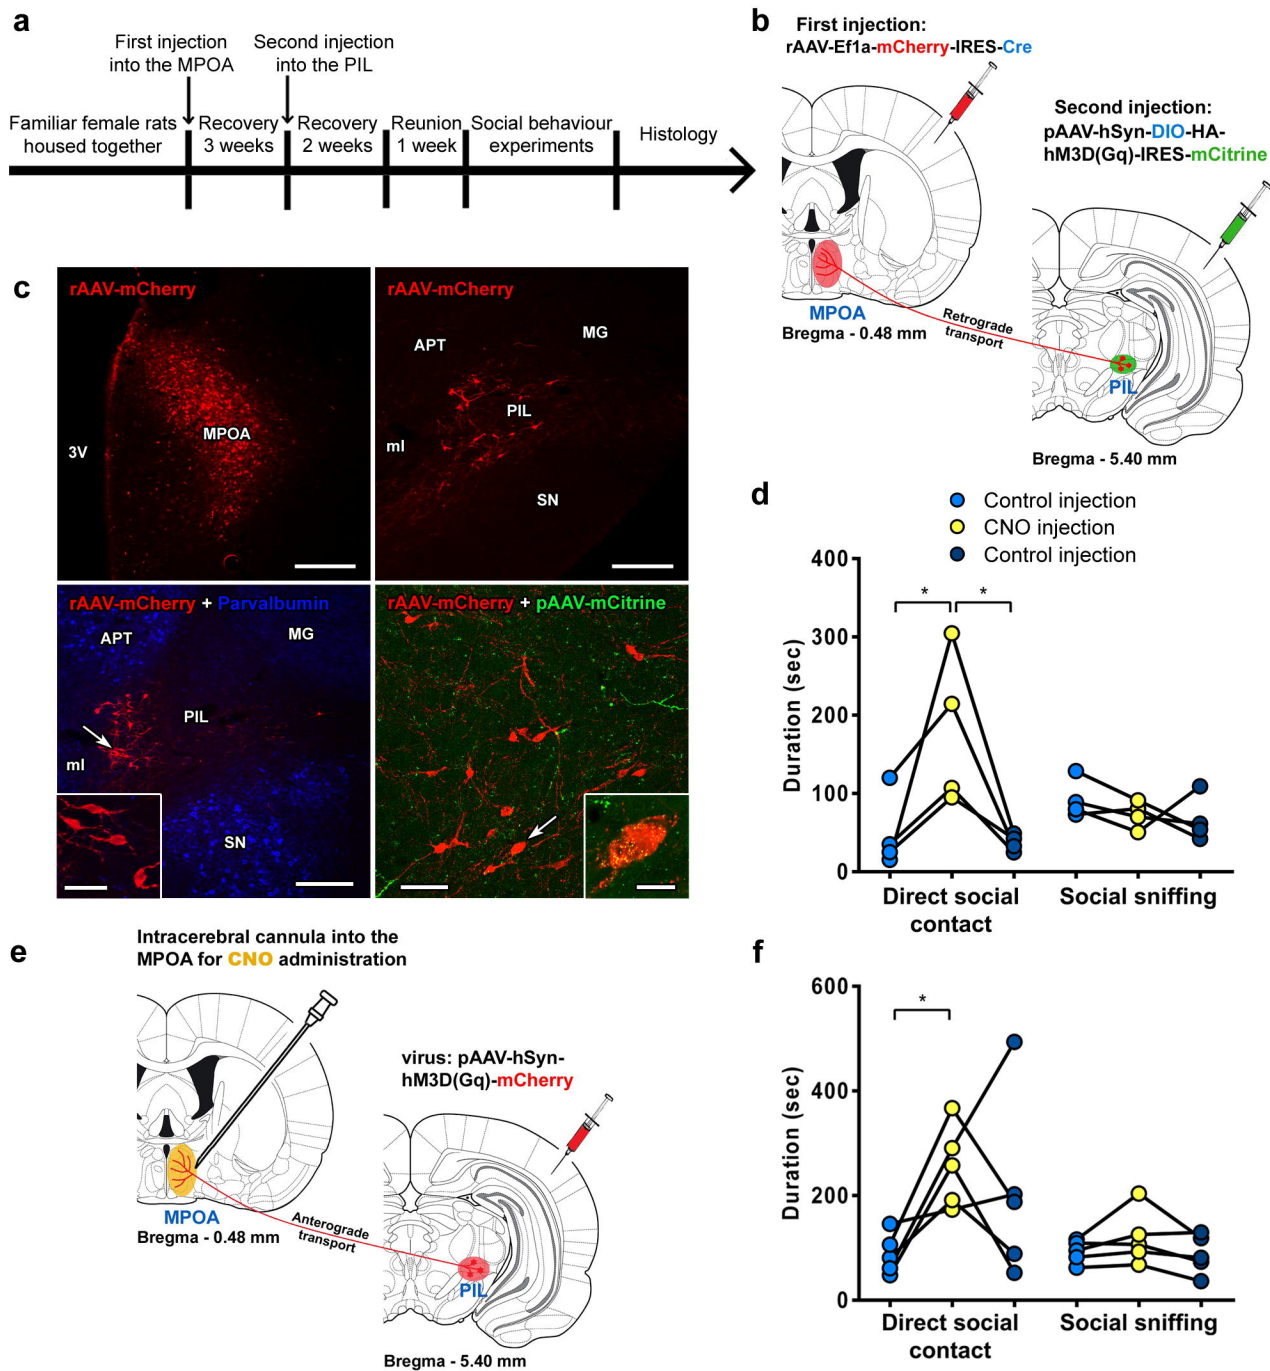 a
First injection
into the MPOA
Second injection
into the PIL
Familiar female rats
housed together
Recovery
3 weeks
Recovery
2 weeks
Reunion
1 week
Social behaviour
experiments
Histology
b
First injection:
rAAV-Ef1a-mCherry-IRES-Cre
Second injection:
pAAV-hSyn-DIO-HA-
hM3D(Gq)-IRES-mCitrine
MPOA
Bregma - 0.48 mm
Retrograde
transport
PIL
Bregma - 5.40 mm
c
rAAV-mCherry
3V
MPOA
rAAV-mCherry
APT
MG
PIL
ml
SN
rAAV-mCherry + Parvalbumin
APT
MG
PIL
ml
SN
rAAV-mCherry + pAAV-mCitrine
d
Control injection
CNO injection
Control injection
Duration (sec)
400
300
200
100
0
* *
Direct social
contact
Social sniffing
e
Intracerebral cannula into the
MPOA for CNO administration
virus: pAAV-hSyn-
hM3D(Gq)-mCherry
MPOA
Bregma - 0.48 mm
Anterograde
transport
PIL
Bregma - 5.40 mm
f
Duration (sec)
600
400
200
0
*
Direct social
contact
Social sniffing